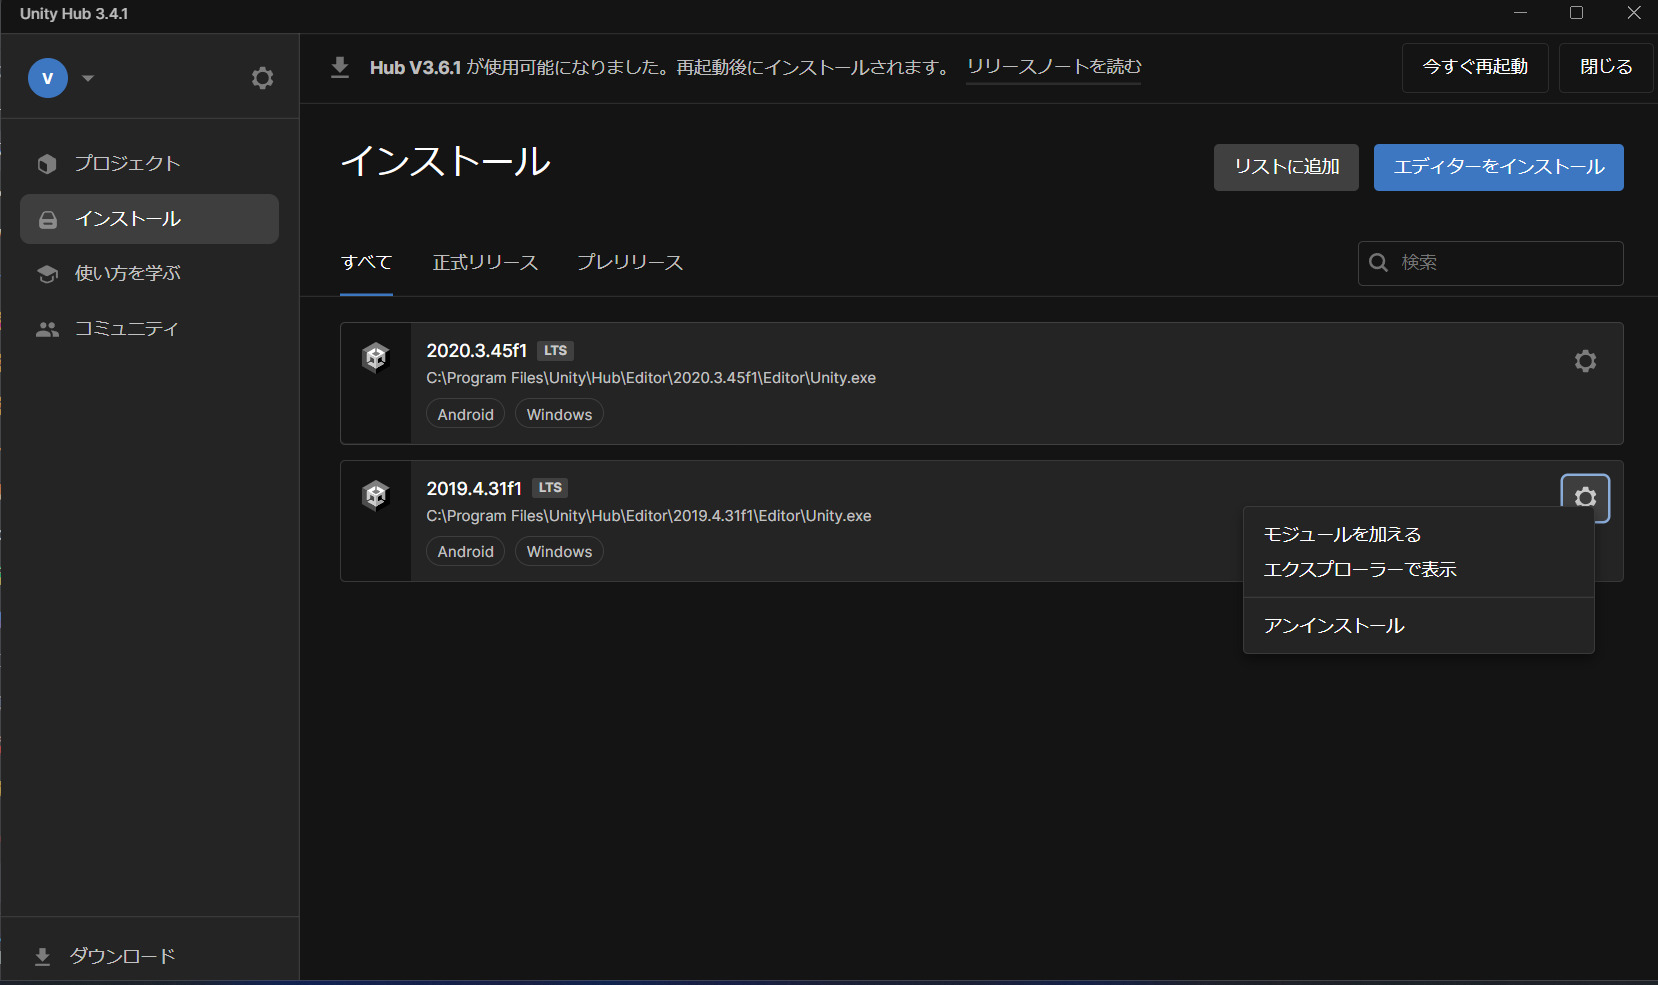 Unity Hub 3.4.1
V
Hub V3.6.1 が使用可能になりました。再起動後にインストールされます。 リリースノートを読む
今すぐ再起動
閉じる
プロジェクト
インストール
使い方を学ぶ
コミュニティ
ダウンロード
インストール
リストに追加
エディターをインストール
すべて
正式リリース
プレリリース
検索
2020.3.45f1 LTS
C:\Program Files\Unity\Hub\Editor\2020.3.45f1\Editor\Unity.exe
Android Windows
2019.4.31f1 LTS
C:\Program Files\Unity\Hub\Editor\2019.4.31f1\Editor\Unity.exe
Android Windows
モジュールを加える
エクスプローラーで表示
アンインストール